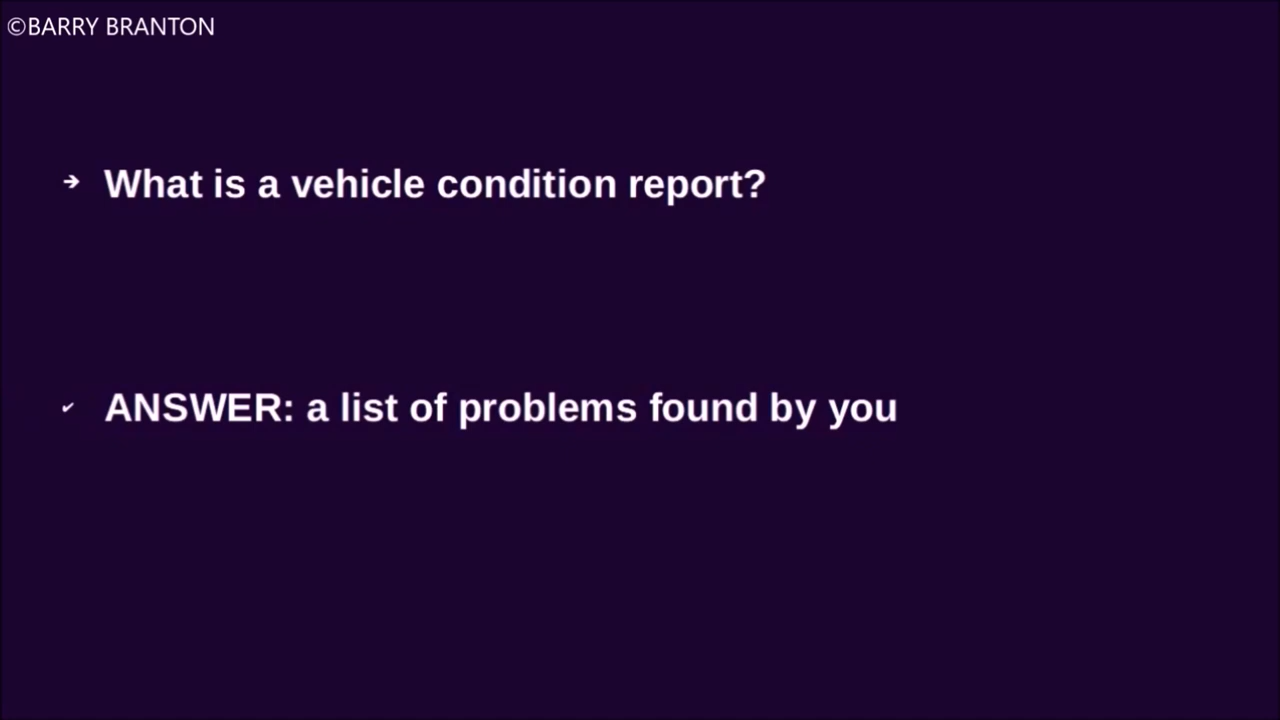 ©BARRY BRANTON
➔ What is a vehicle condition report?
✔ ANSWER: a list of problems found by you